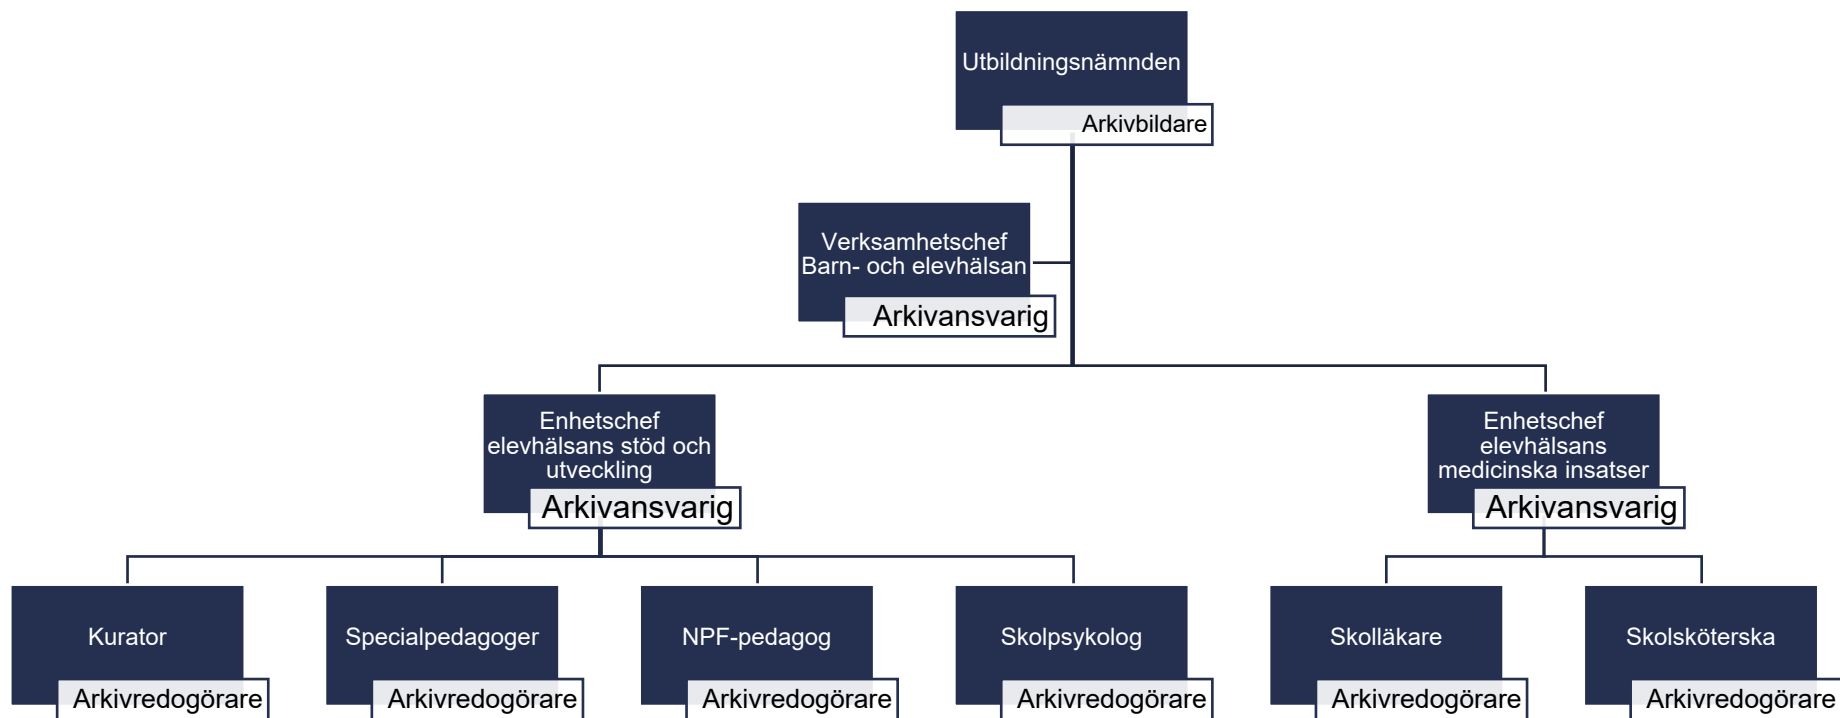 Utbildningsnämnden
Arkivbildare
Verksamhetschef
Barn- och elevhälsan
Arkivansvarig
Enhetschef
elevhälsans stöd och
utveckling
Arkivansvarig
Enhetschef
elevhälsans
medicinska insatser
Arkivansvarig
Kurator
Arkivredogörare
Specialpedagoger
Arkivredogörare
NPF-pedagog
Arkivredogörare
Skolpsykolog
Arkivredogörare
Skolläkare
Arkivredogörare
Skolsköterska
Arkivredogörare